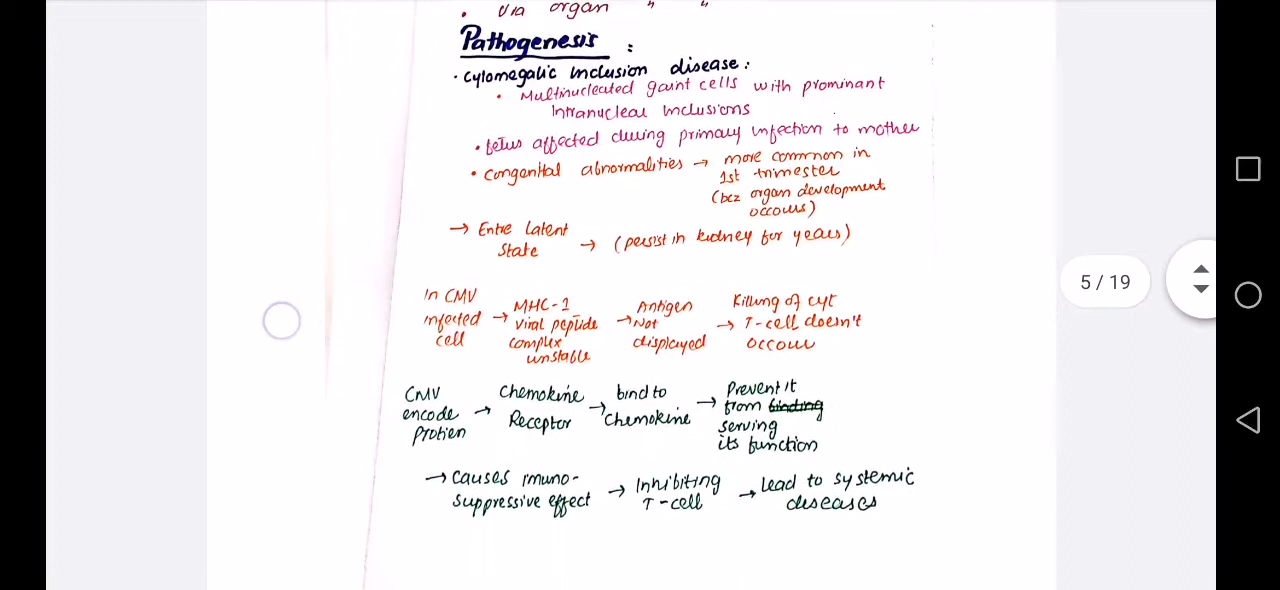 • via organ " "
Pathogenesis :
• Cytomegalic Inclusion disease :
• Multinucleated gaint cells with prominant
Intranuclear Inclusions
• fetus affected during primary infection to mother
• Congenital abnormalities → more common in
1st trimester
(bcz organ development
occours)
→ Entre Latent
State → (persist in kidney for years)
In CMV
infected
cell → MHC-1
viral peptide
complex
unstable → Antigen
Not
displayed → Killing of cyt
T-cell doesn't
occour
CMV
encode
Protien → Chemokine
Receptor → bind to
Chemokine → Prevent it
from binding
serving
its function
→ causes imuno-
suppressive effect → Inhibiting
T-cell → Lead to systemic
diseases
5 / 19